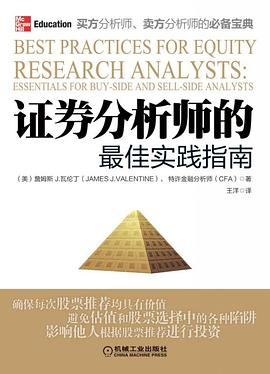 Mc
Graw
Hill
Education
买方分析师、卖方分析师的必备宝典
BEST PRACTICES FOR EQUITY
RESEARCH ANALYSTS:
ESSENTIALS FOR BUY-SIDE AND SELL-SIDE ANALYSTS
证券分析师的
最佳实践指南
（美）詹姆斯 J.瓦伦丁（JAMES J.VALENTINE），特许金融分析师（CFA） 著
王洋 译
确保每次股票推荐均具有价值
避免估值和股票选择中的各种陷阱
影响他人根据股票推荐进行投资
机械工业出版社
CHINA MACHINE PRESS